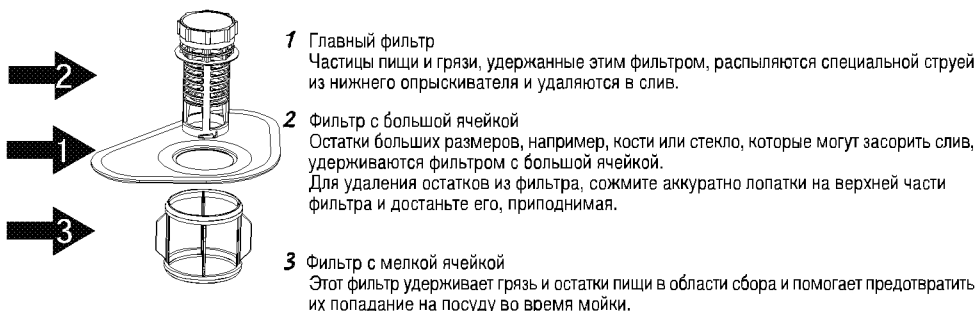 2
1
3
1 Главный фильтр
Частицы пищи и грязи, удержанные этим фильтром, распыляются специальной струей
из нижнего опрыскивателя и удаляются в слив.
2 Фильтр с большой ячейкой
Остатки больших размеров, например, кости или стекло, которые могут засорить слив,
удерживаются фильтром с большой ячейкой.
Для удаления остатков из фильтра, сожмите аккуратно лопатки на верхней части
фильтра и достаньте его, приподнимая.
3 Фильтр с мелкой ячейкой
Этот фильтр удерживает грязь и остатки пищи в области сбора и помогает предотвратить
их попадание на посуду во время мойки.